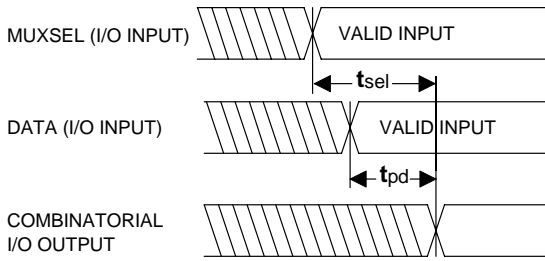 MUXSEL (I/O INPUT)
VALID INPUT
tsel
DATA (I/O INPUT)
VALID INPUT
tpd
COMBINATORIAL
I/O OUTPUT